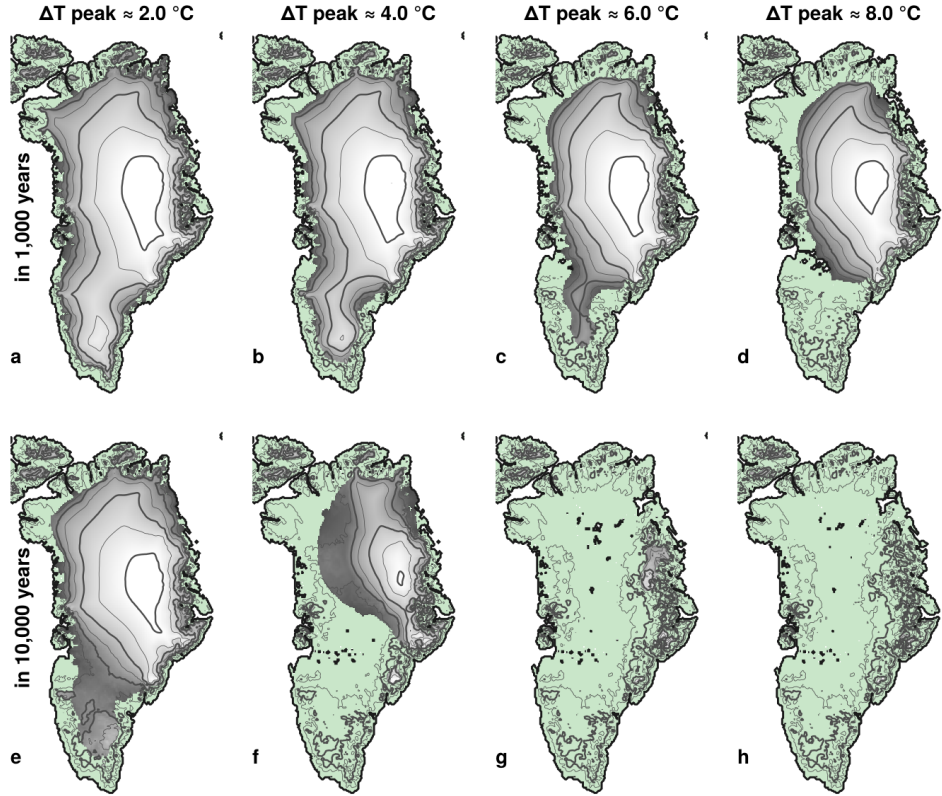 ΔT peak ≈ 2.0 °C
ΔT peak ≈ 4.0 °C
ΔT peak ≈ 6.0 °C
ΔT peak ≈ 8.0 °C
in 1,000 years
a
b
c
d
in 10,000 years
e
f
g
h